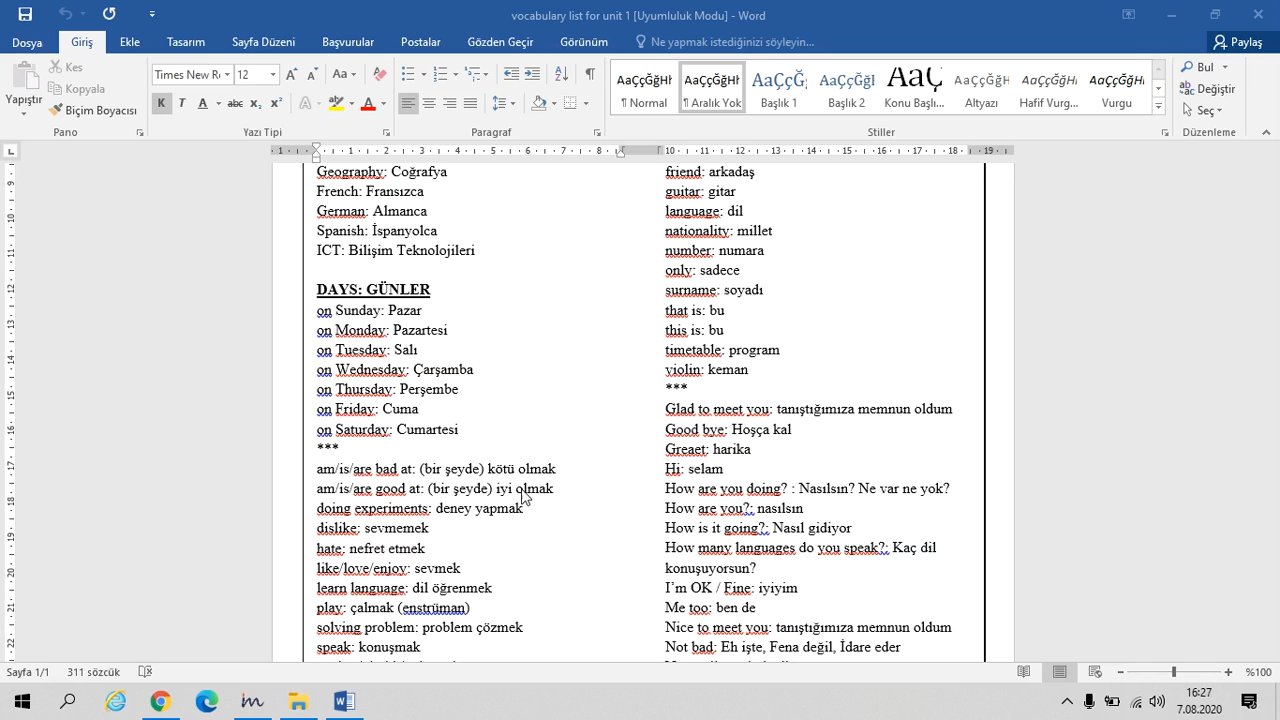 vocabulary list for unit 1 [Uyumluluk Modu] - Word
Dosya Giriş Ekle Tasarım Sayfa Düzeni Başvurular Postalar Gözden Geçir Görünüm Ne yapmak istediğinizi söyleyin... Paylaş
Yapıştır
Kes
Kopyala
Biçim Boyacısı
Times New Ro 12
Pano
Yazı Tipi
Paragraf
AaÇçĞğHł AaÇçĞğHł AaÇçĞğ AaÇçĞğH AaÇ AaÇçĞğH AaÇçĞğHł AaÇçĞğHł
¶ Normal ¶ Aralık Yok Başlık 1 Başlık 2 Konu Başlı... Altyazı Hafif Vurg... Vurgu
Stiller
Bul
Değiştir
Seç
Düzenleme
Geography: Coğrafya
French: Fransızca
German: Almanca
Spanish: İspanyolca
ICT: Bilişim Teknolojileri
DAYS: GÜNLER
on Sunday: Pazar
on Monday: Pazartesi
on Tuesday: Salı
on Wednesday: Çarşamba
on Thursday: Perşembe
on Friday: Cuma
on Saturday: Cumartesi
***
am/is/are bad at: (bir şeyde) kötü olmak
am/is/are good at: (bir şeyde) iyi olmak
doing experiments: deney yapmak
dislike: sevmemek
hate: nefret etmek
like/love/enjoy: sevmek
learn language: dil öğrenmek
play: çalmak (enstrüman)
solving problem: problem çözmek
speak: konuşmak
friend: arkadaş
guitar: gitar
language: dil
nationality: millet
number: numara
only: sadece
surname: soyadı
that is: bu
this is: bu
timetable: program
violin: keman
***
Glad to meet you: tanıştığımıza memnun oldum
Good bye: Hoşça kal
Greaet: harika
Hi: selam
How are you doing? : Nasılsın? Ne var ne yok?
How are you?: nasılsın
How is it going?: Nasıl gidiyor
How many languages do you speak?: Kaç dil
konuşuyorsun?
I’m OK / Fine: iyiyim
Me too: ben de
Nice to meet you: tanıştığımıza memnun oldum
Not bad: Eh işte, Fena değil, İdare eder
Sayfa 1/1 311 sözcük %100
16:27
7.08.2020